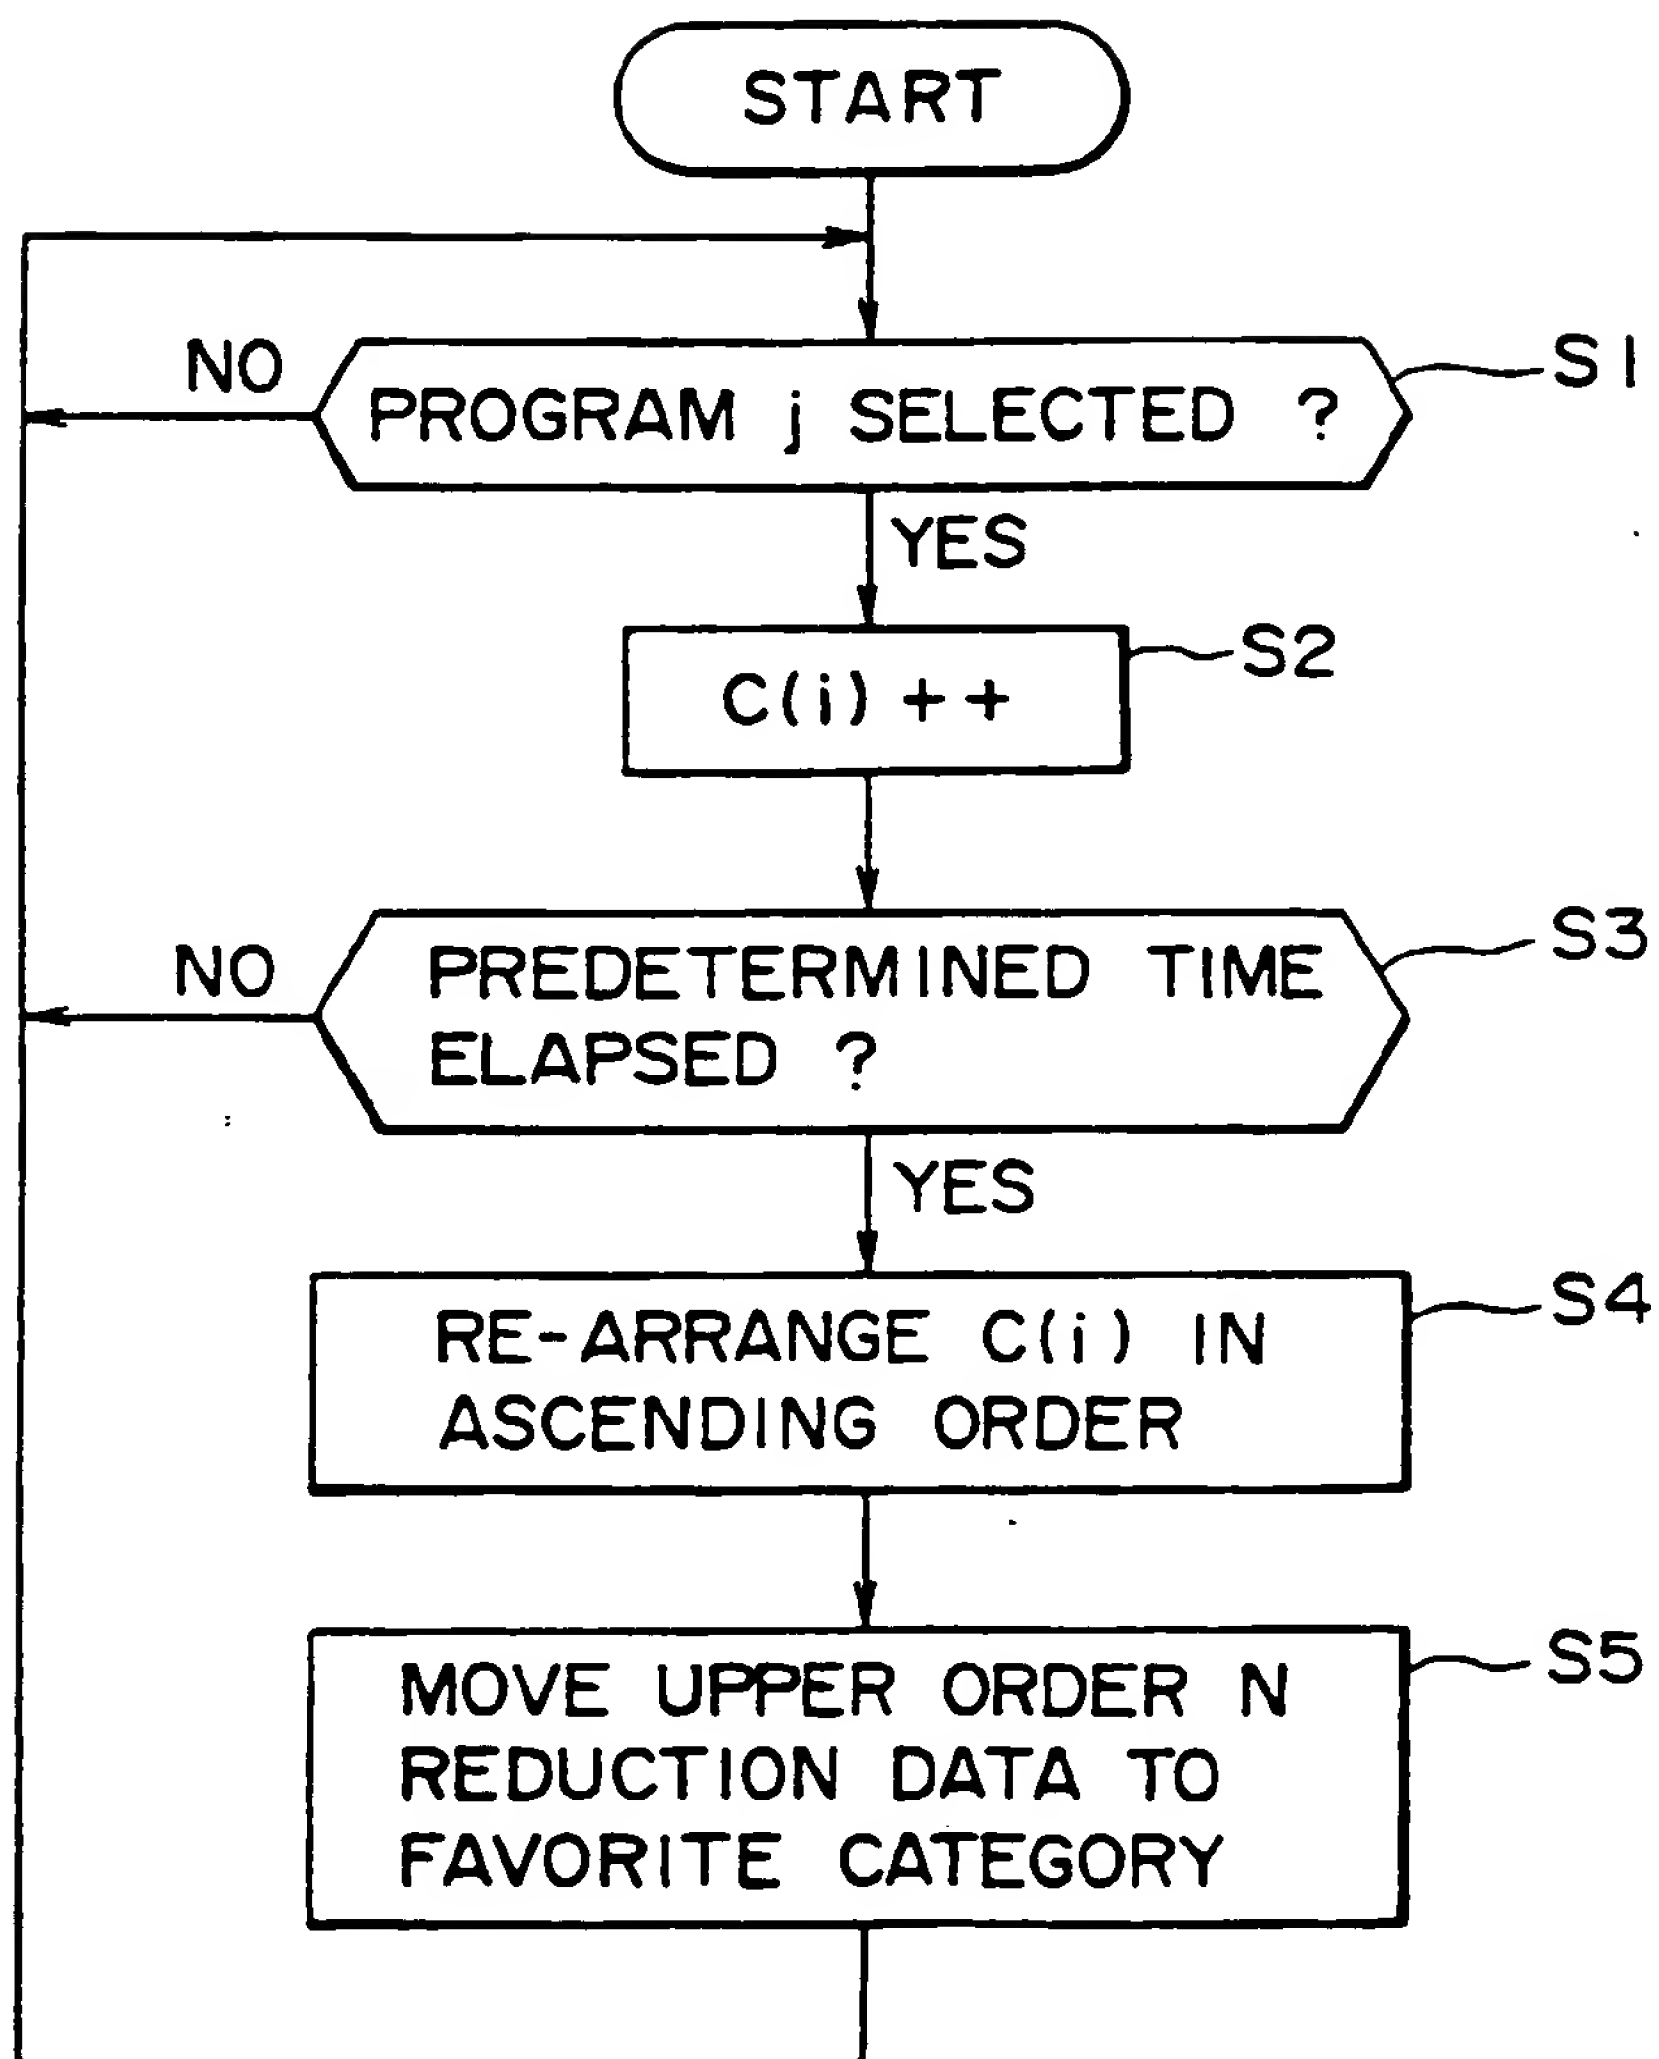 START
NO
PROGRAM j SELECTED ?
S1
YES
C(i) + +
S2
NO
PREDETERMINED TIME
ELAPSED ?
S3
YES
RE-ARRANGE C(i) IN
ASCENDING ORDER
S4
MOVE UPPER ORDER N
REDUCTION DATA TO
FAVORITE CATEGORY
S5